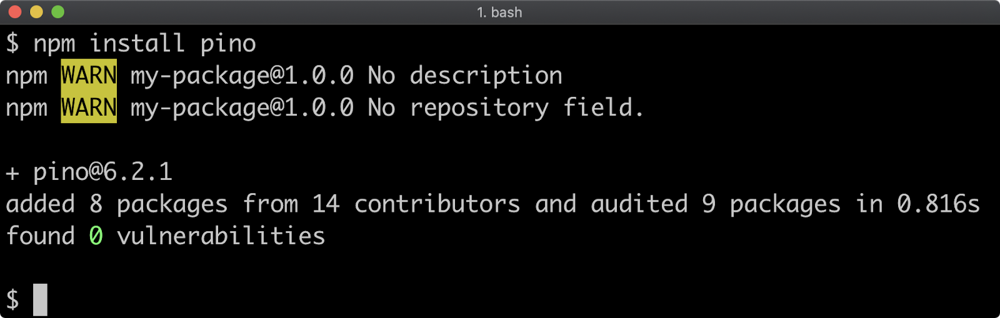 1. bash
$ npm install pino
npm WARN my-package@1.0.0 No description
npm WARN my-package@1.0.0 No repository field.
+ pino@6.2.1
added 8 packages from 14 contributors and audited 9 packages in 0.816s
found 0 vulnerabilities
$